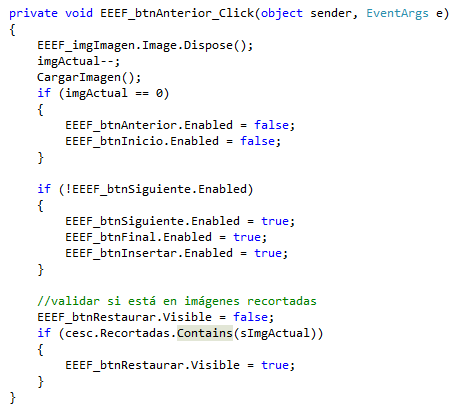 private void EEEF_btnAnterior_Click(object sender, EventArgs e)
{
    EEEF_imgImagen.Image.Dispose();
    imgActual--;
    CargarImagen();
    if (imgActual == 0)
    {
        EEEF_btnAnterior.Enabled = false;
        EEEF_btnInicio.Enabled = false;
    }

    if (!EEEF_btnSiguiente.Enabled)
    {
        EEEF_btnSiguiente.Enabled = true;
        EEEF_btnFinal.Enabled = true;
        EEEF_btnInsertar.Enabled = true;
    }

    //validar si está en imágenes recortadas
    EEEF_btnRestaurar.Visible = false;
    if (cesc.Recortadas.Contains(sImgActual))
    {
        EEEF_btnRestaurar.Visible = true;
    }
}